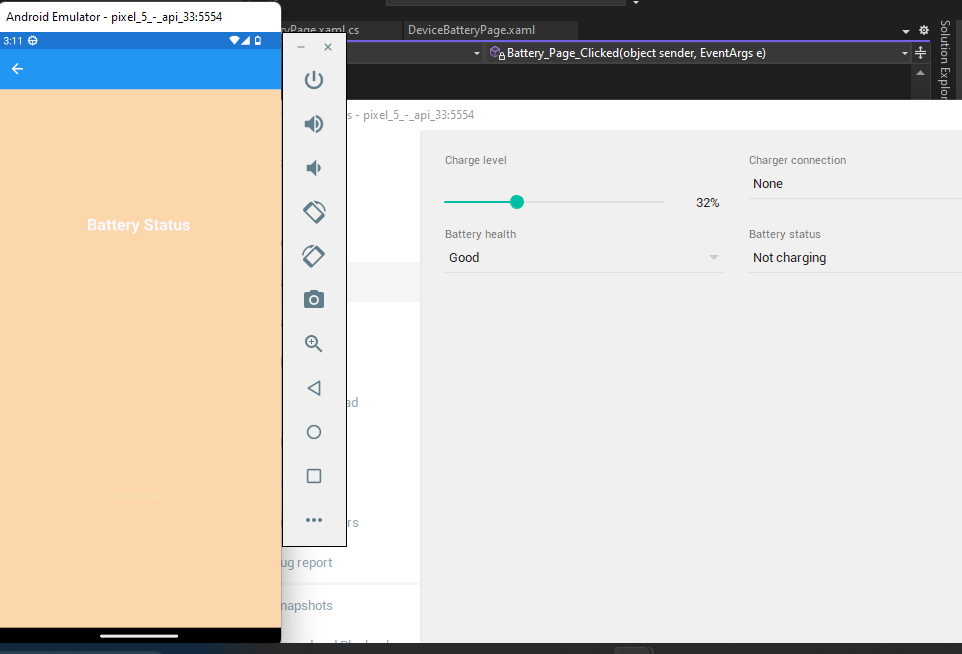 Android Emulator - pixel_5_-_api_33:5554
3:11
Battery Status
ryPage.xaml.cs
DeviceBatteryPage.xaml
Battery_Page_Clicked(object sender, EventArgs e)
Solution Explor
s - pixel_5_-_api_33:5554
Charge level
32%
Charger connection
None
Battery health
Good
Battery status
Not charging
ad
rs
ug report
napshots